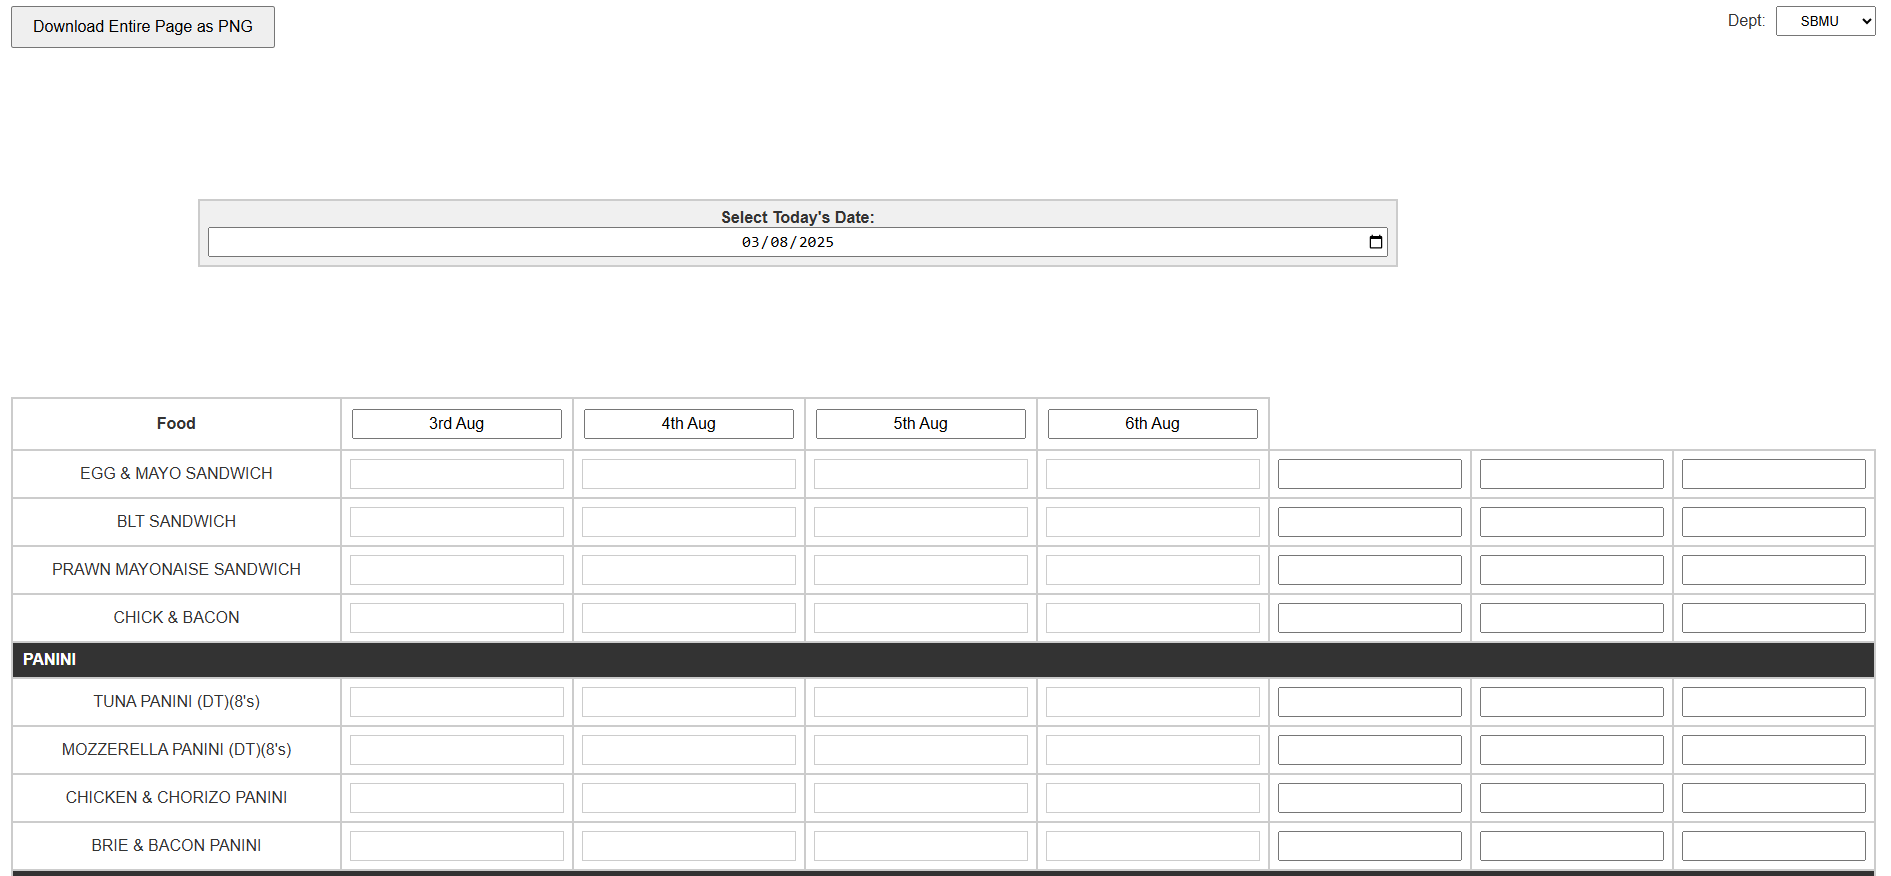 Download Entire Page as PNG
Dept: SBMU
Select Today's Date:
03/08/2025
Food 3rd Aug 4th Aug 5th Aug 6th Aug
EGG & MAYO SANDWICH
BLT SANDWICH
PRAWN MAYONAISE SANDWICH
CHICK & BACON
PANINI
TUNA PANINI (DT)(8's)
MOZZERELLA PANINI (DT)(8's)
CHICKEN & CHORIZO PANINI
BRIE & BACON PANINI